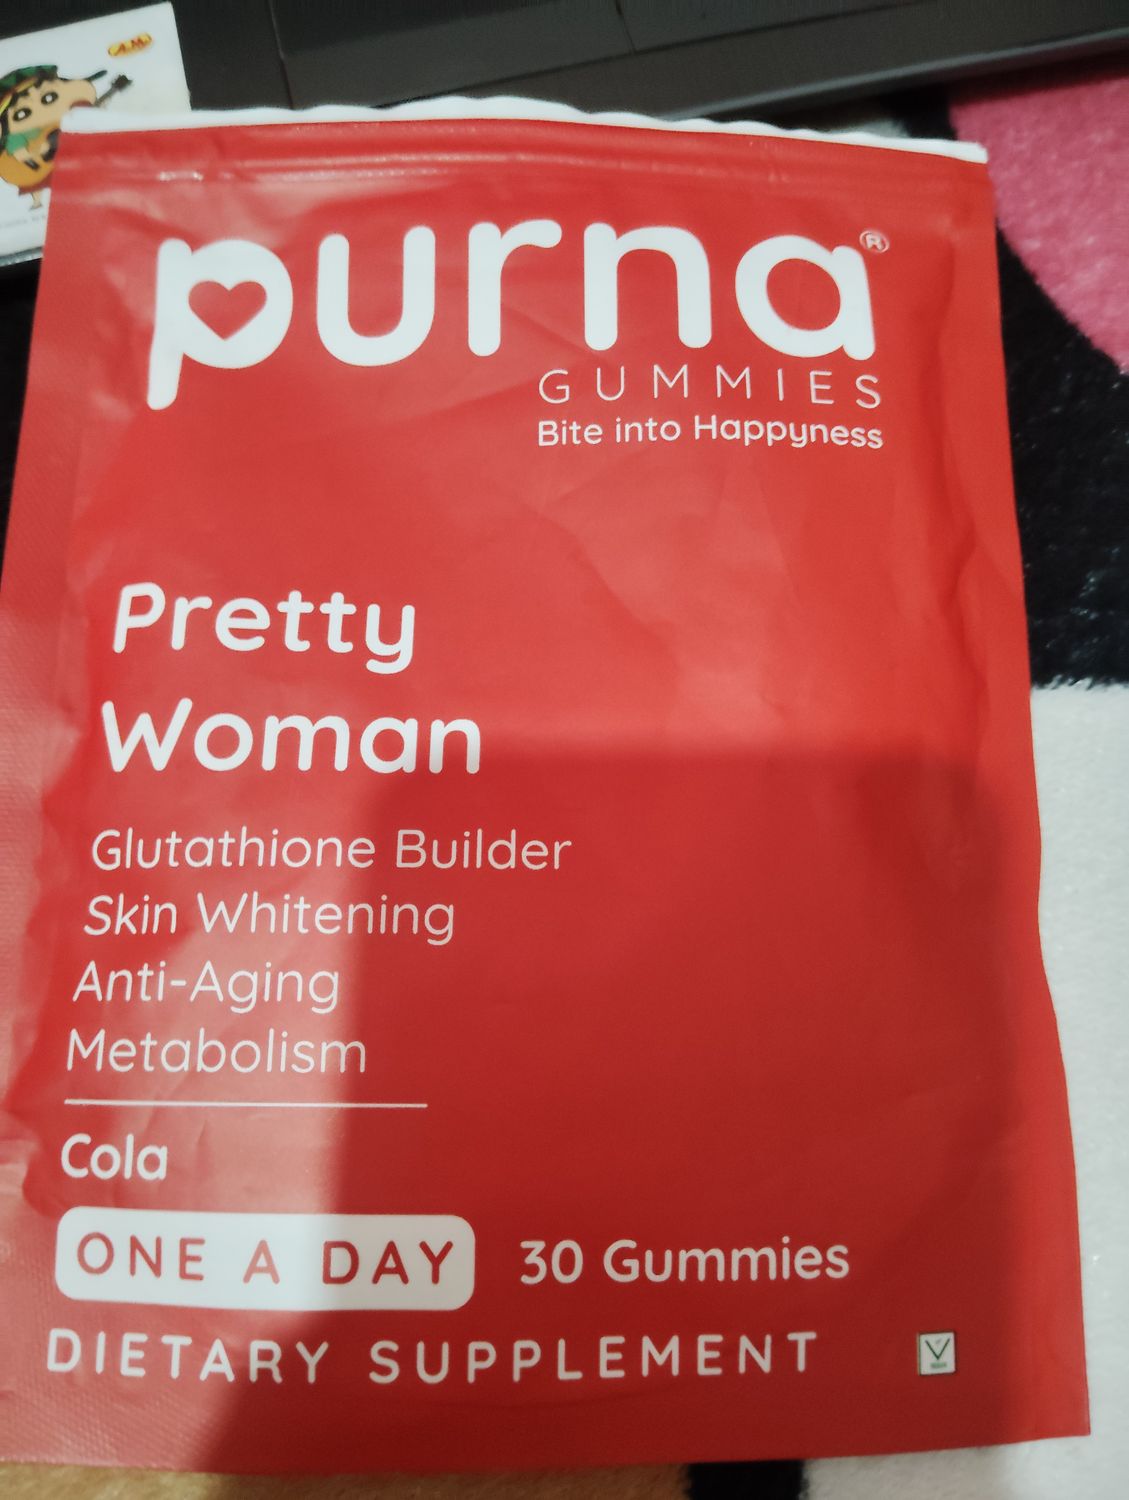 A.M.
purna®
GUMMIES
Bite into Happyness
Pretty
Woman
Glutathione Builder
Skin Whitening
Anti-Aging
Metabolism
Cola
ONE A DAY 30 Gummies
DIETARY SUPPLEMENT